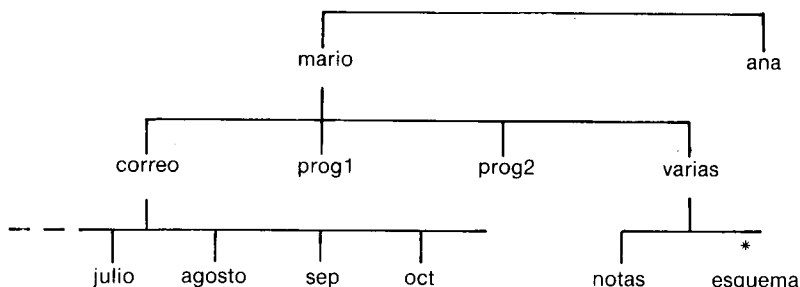 mario ana
correo prog1 prog2 varias
*
julio agosto sep oct notas esquema